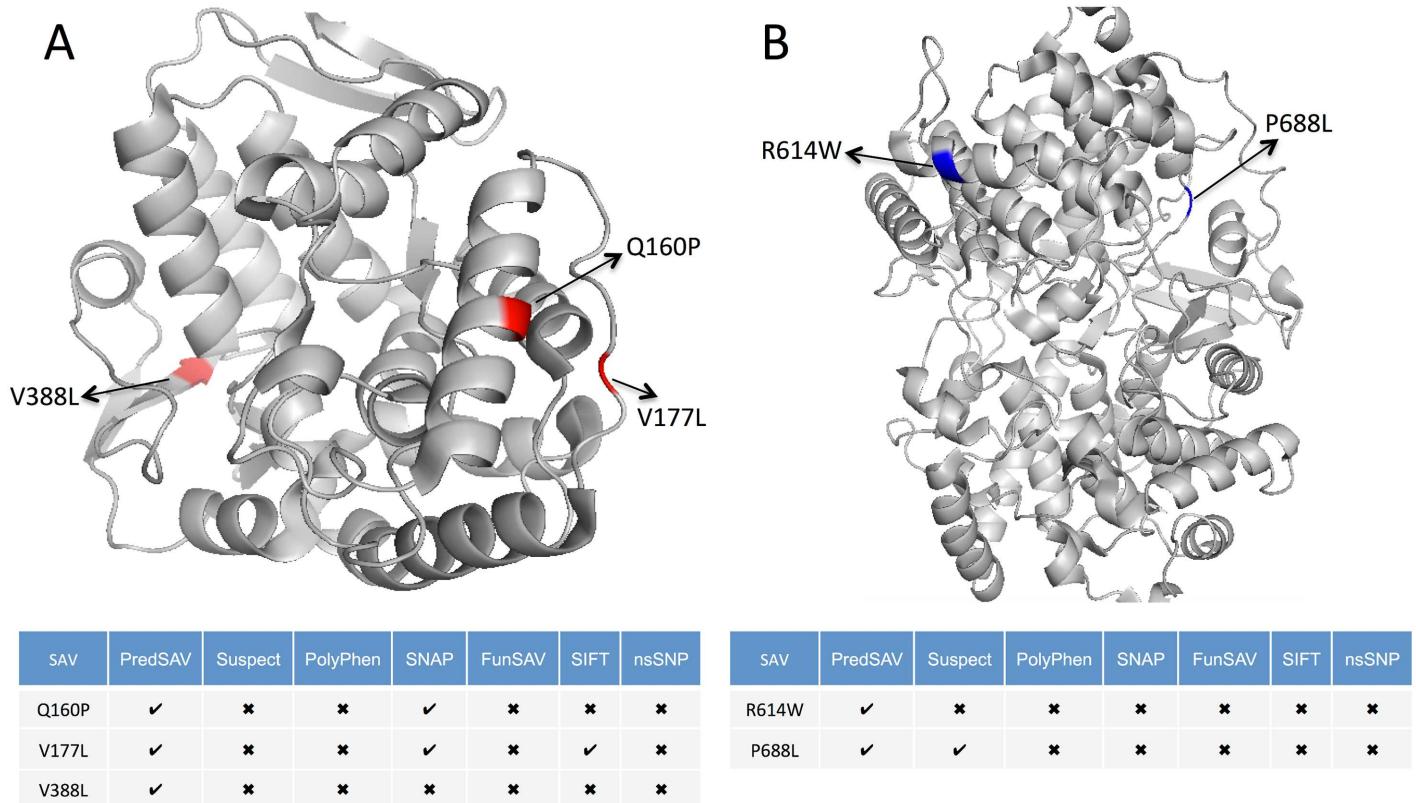 A
B
P688L
R614W
Q160P
V388L
V177L
SAV PredSAV Suspect PolyPhen SNAP FunSAV SIFT nsSNP
Q160P ✔ ✖ ✖ ✔ ✖ ✖ ✖
V177L ✔ ✖ ✖ ✔ ✖ ✔ ✖
V388L ✔ ✖ ✖ ✖ ✖ ✖ ✖
SAV PredSAV Suspect PolyPhen SNAP FunSAV SIFT nsSNP
R614W ✔ ✖ ✖ ✖ ✖ ✖ ✖
P688L ✔ ✔ ✖ ✖ ✖ ✖ ✖